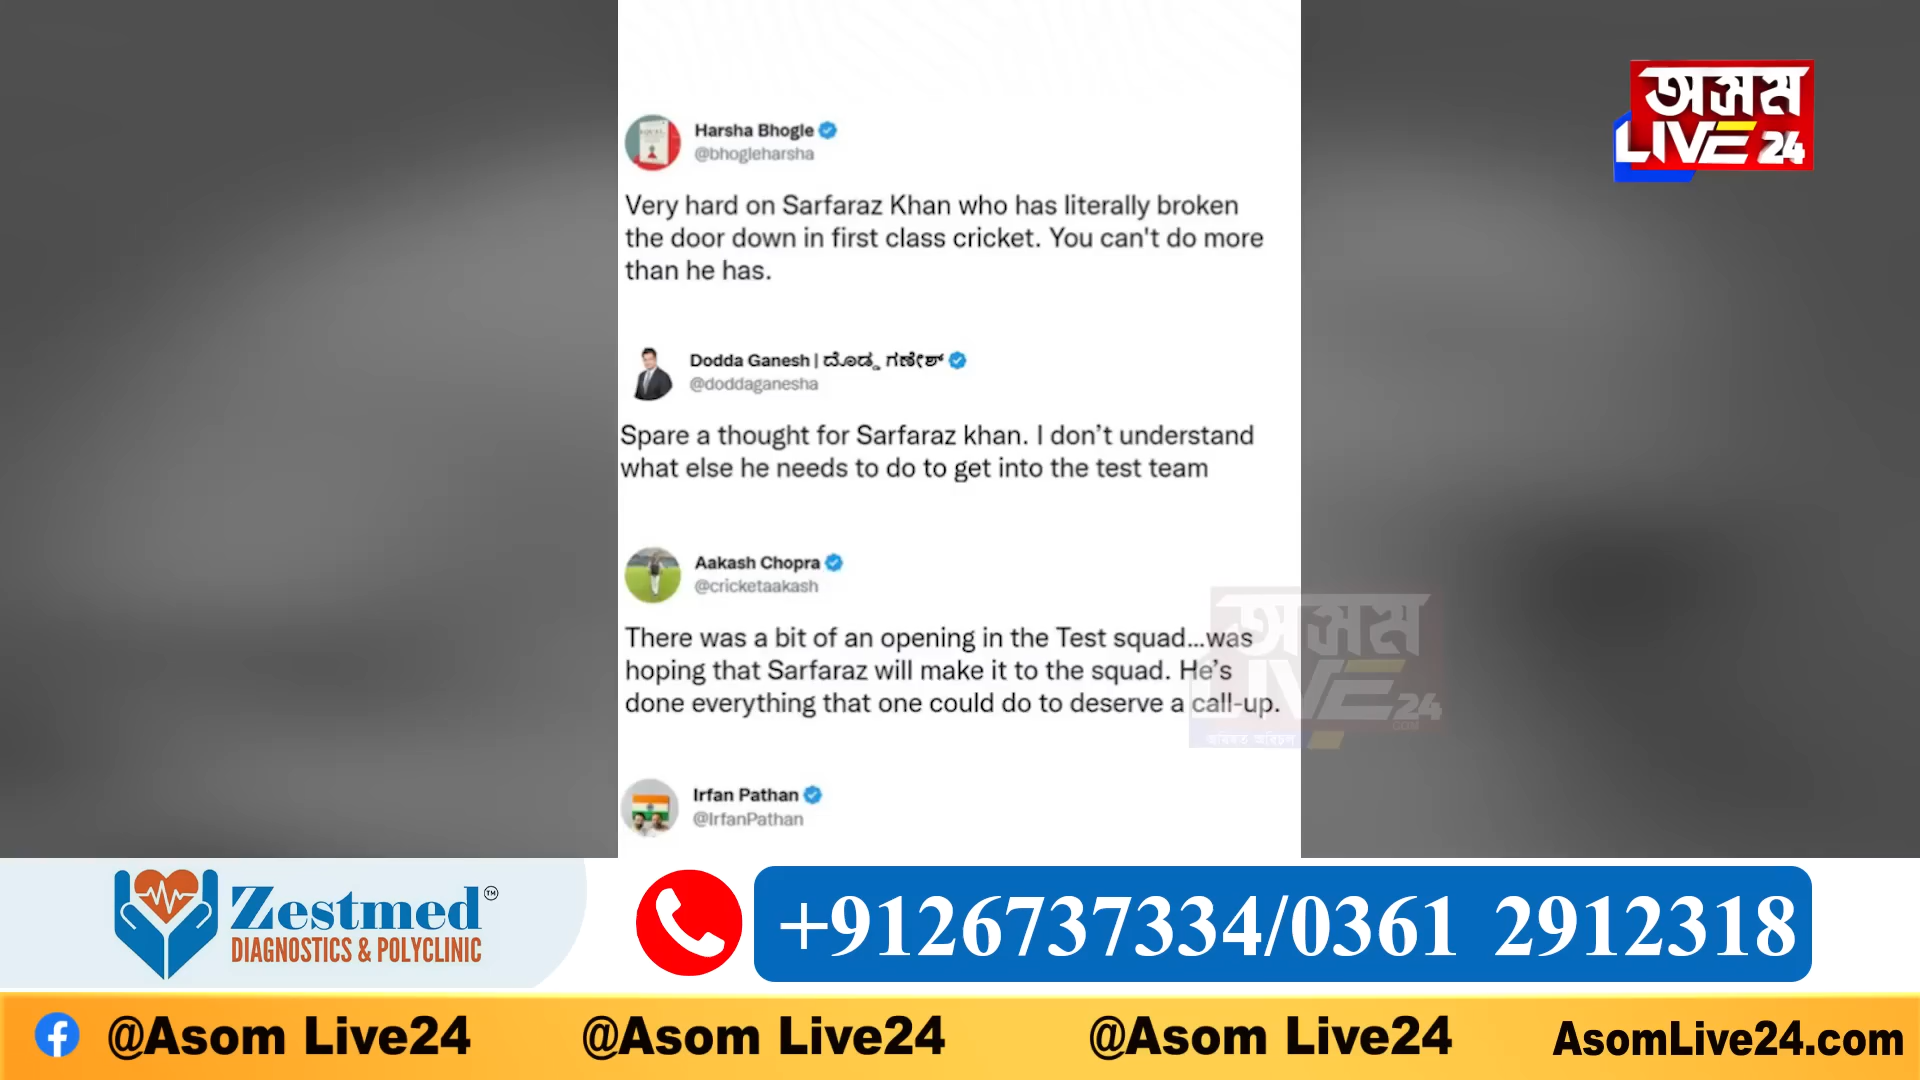 অসম
LIVE 24
Harsha Bhogle
@bhogleharsha
Very hard on Sarfaraz Khan who has literally broken
the door down in first class cricket. You can't do more
than he has.
Dodda Ganesh | ದೊಡ್ಡ ಗಣೇಶ್
@doddaganesha
Spare a thought for Sarfaraz khan. I don’t understand
what else he needs to do to get into the test team
Aakash Chopra
@cricketaakash
There was a bit of an opening in the Test squad...was
hoping that Sarfaraz will make it to the squad. He’s
done everything that one could do to deserve a call-up.
অসম
LIVE 24
.COM
Irfan Pathan
@IrfanPathan
Zestmed™
DIAGNOSTICS & POLYCLINIC
+9126737334/0361 2912318
@Asom Live24 @Asom Live24 @Asom Live24 AsomLive24.com